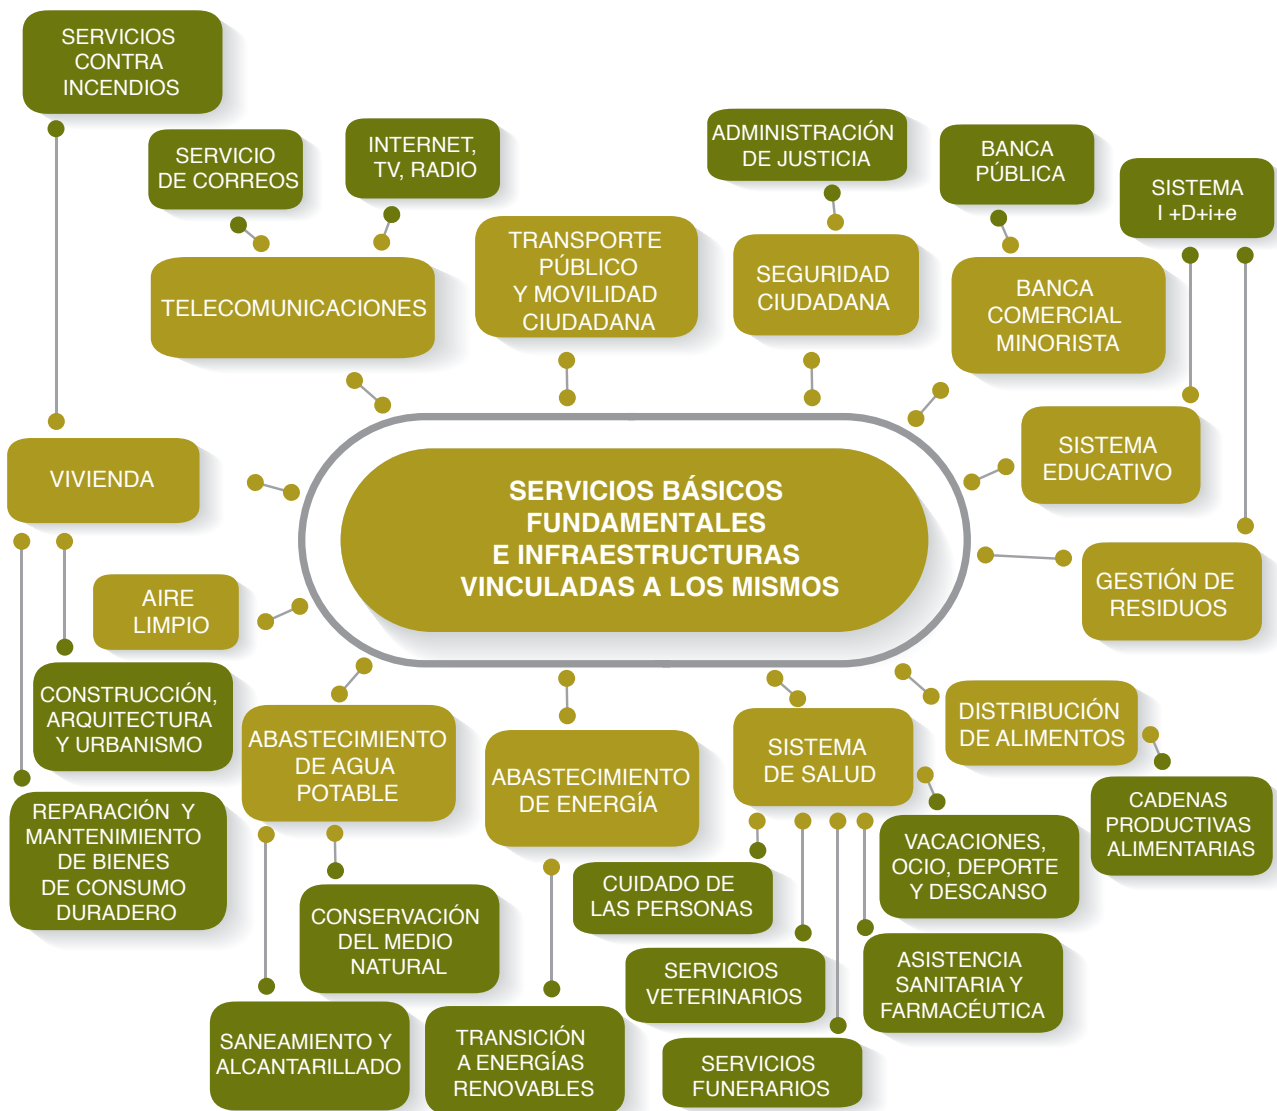 SERVICIOS
CONTRA
INCENDIOS
SERVICIO
DE CORREOS
INTERNET,
TV, RADIO
ADMINISTRACIÓN
DE JUSTICIA
BANCA
PÚBLICA
SISTEMA
I +D+i+e
TELECOMUNICACIONES
TRANSPORTE
PÚBLICO
Y MOVILIDAD
CIUDADANA
SEGURIDAD
CIUDADANA
BANCA
COMERCIAL
MINORISTA
VIVIENDA
SERVICIOS BÁSICOS
FUNDAMENTALES
E INFRAESTRUCTURAS
VINCULADAS A LOS MISMOS
SISTEMA
EDUCATIVO
AIRE
LIMPIO
GESTIÓN DE
RESIDUOS
CONSTRUCCIÓN,
ARQUITECTURA
Y URBANISMO
ABASTECIMIENTO
DE AGUA
POTABLE
ABASTECIMIENTO
DE ENERGÍA
SISTEMA
DE SALUD
DISTRIBUCIÓN
DE ALIMENTOS
REPARACIÓN Y
MANTENIMIENTO
DE BIENES
DE CONSUMO
DURADERO
CADENAS
PRODUCTIVAS
ALIMENTARIAS
VACACIONES,
OCIO, DEPORTE
Y DESCANSO
CUIDADO DE
LAS PERSONAS
CONSERVACIÓN
DEL MEDIO
NATURAL
SERVICIOS
VETERINARIOS
ASISTENCIA
SANITARIA Y
FARMACÉUTICA
SANEAMIENTO Y
ALCANTARILLADO
TRANSICIÓN
A ENERGÍAS
RENOVABLES
SERVICIOS
FUNERARIOS